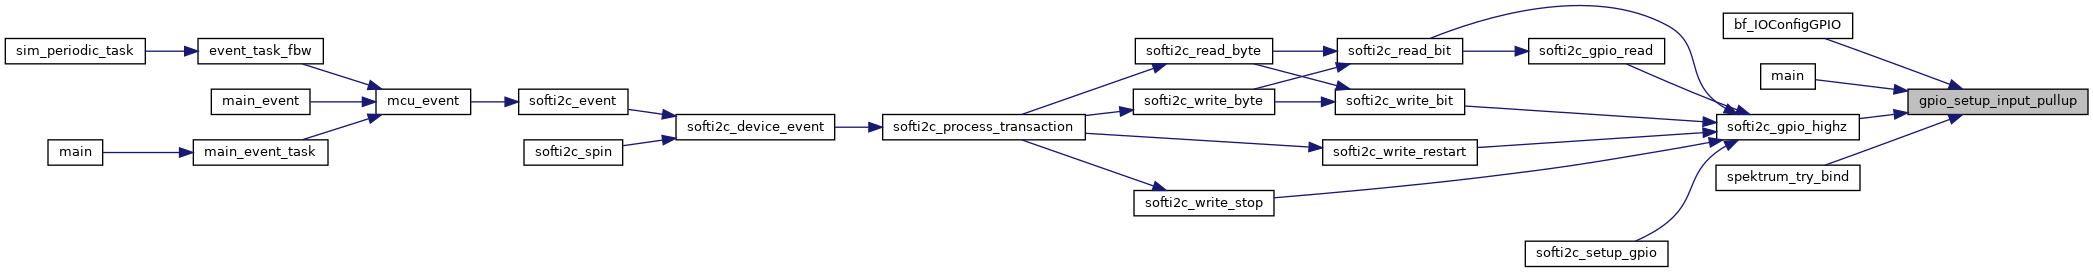 sim_periodic_task
event_task_fbw
main_event
main
main_event_task
mcu_event
softi2c_event
softi2c_spin
softi2c_device_event
softi2c_process_transaction
softi2c_read_byte
softi2c_write_byte
softi2c_write_stop
softi2c_read_bit
softi2c_write_bit
softi2c_write_restart
softi2c_gpio_read
softi2c_setup_gpio
bf_IOConfigGPIO
main
softi2c_gpio_highz
spektrum_try_bind
gpio_setup_input_pullup